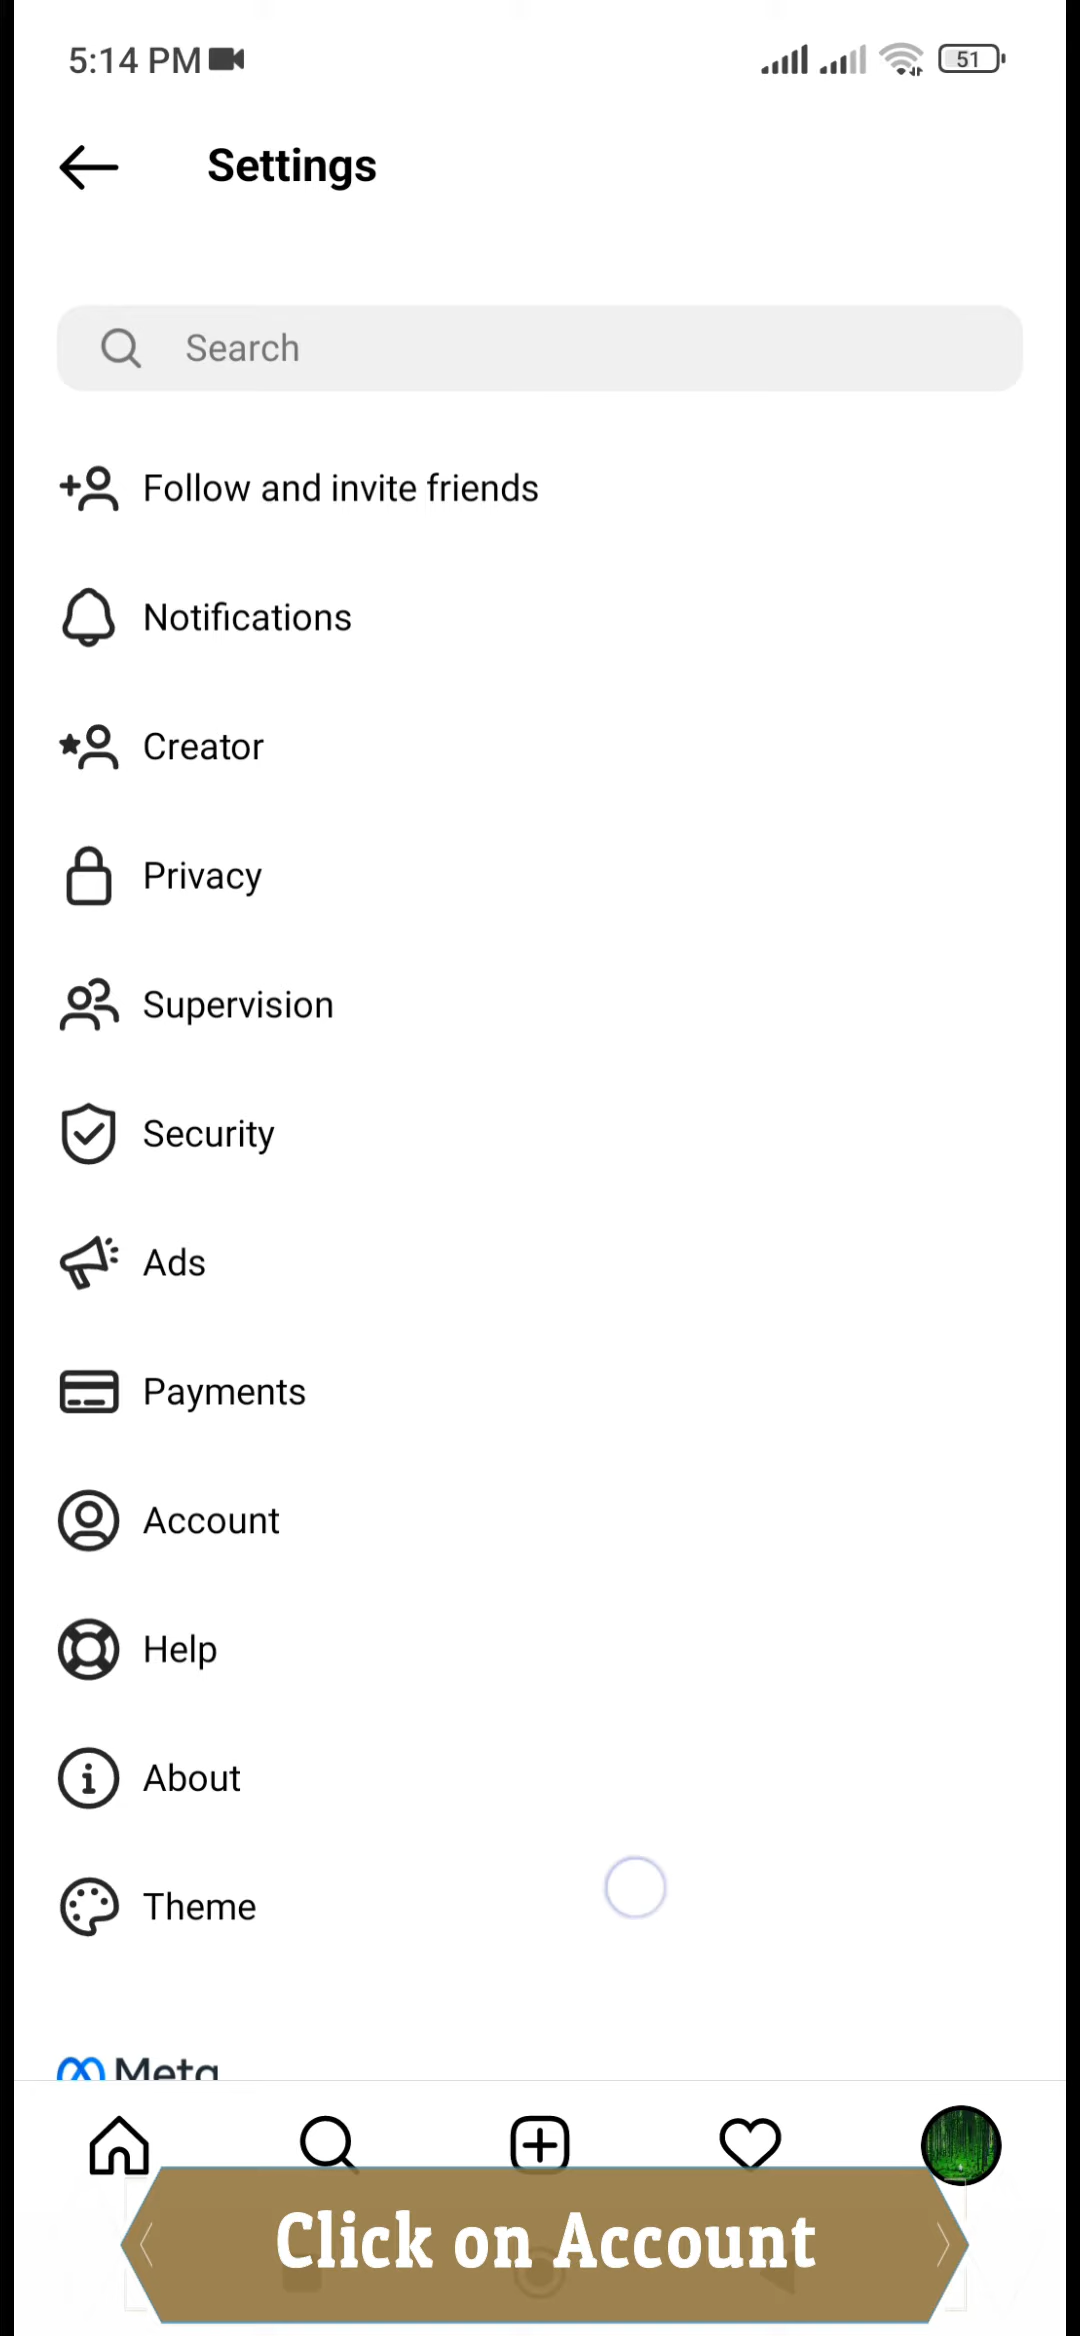 5:14 PM
51
Settings
Search
Follow and invite friends
Notifications
Creator
Privacy
Supervision
Security
Ads
Payments
Account
Help
About
Theme
Meta
Click on Account